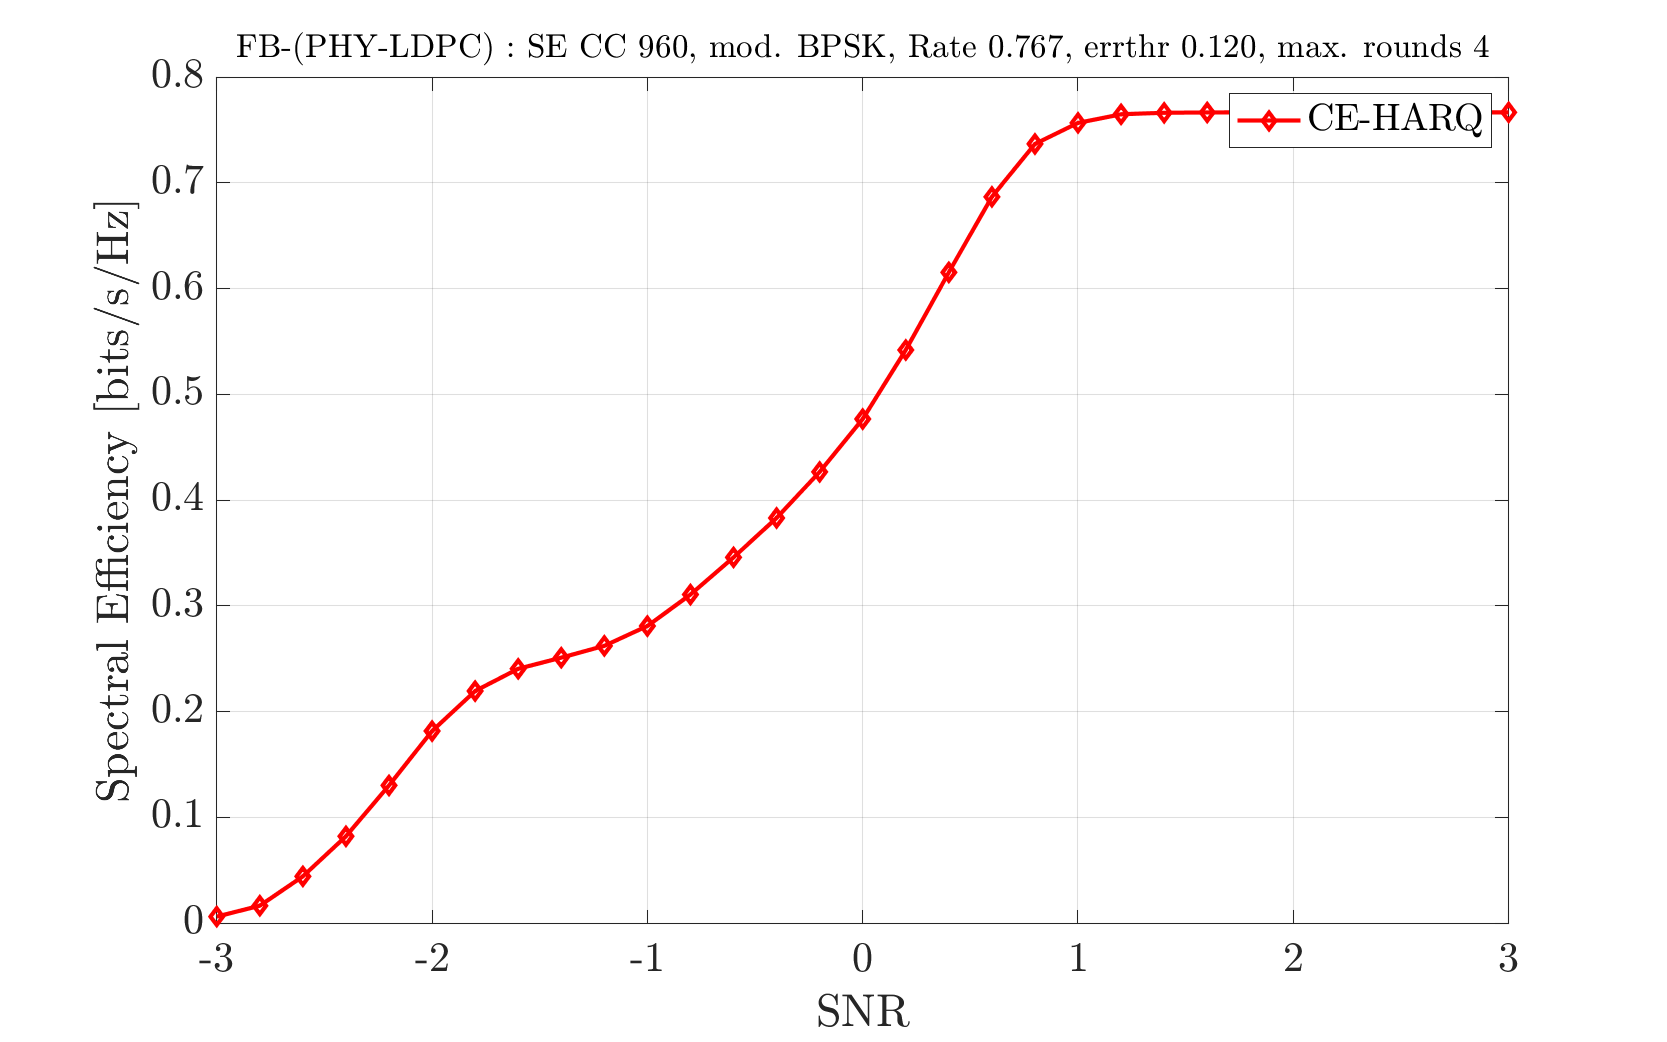 FB-(PHY-LDPC) : SE CC 960, mod. BPSK, Rate 0.767, errthr 0.120, max. rounds 4
CE-HARQ
Spectral Efficiency [bits/s/Hz]
0.8
0.7
0.6
0.5
0.4
0.3
0.2
0.1
0
-3 -2 -1 0 1 2 3
SNR